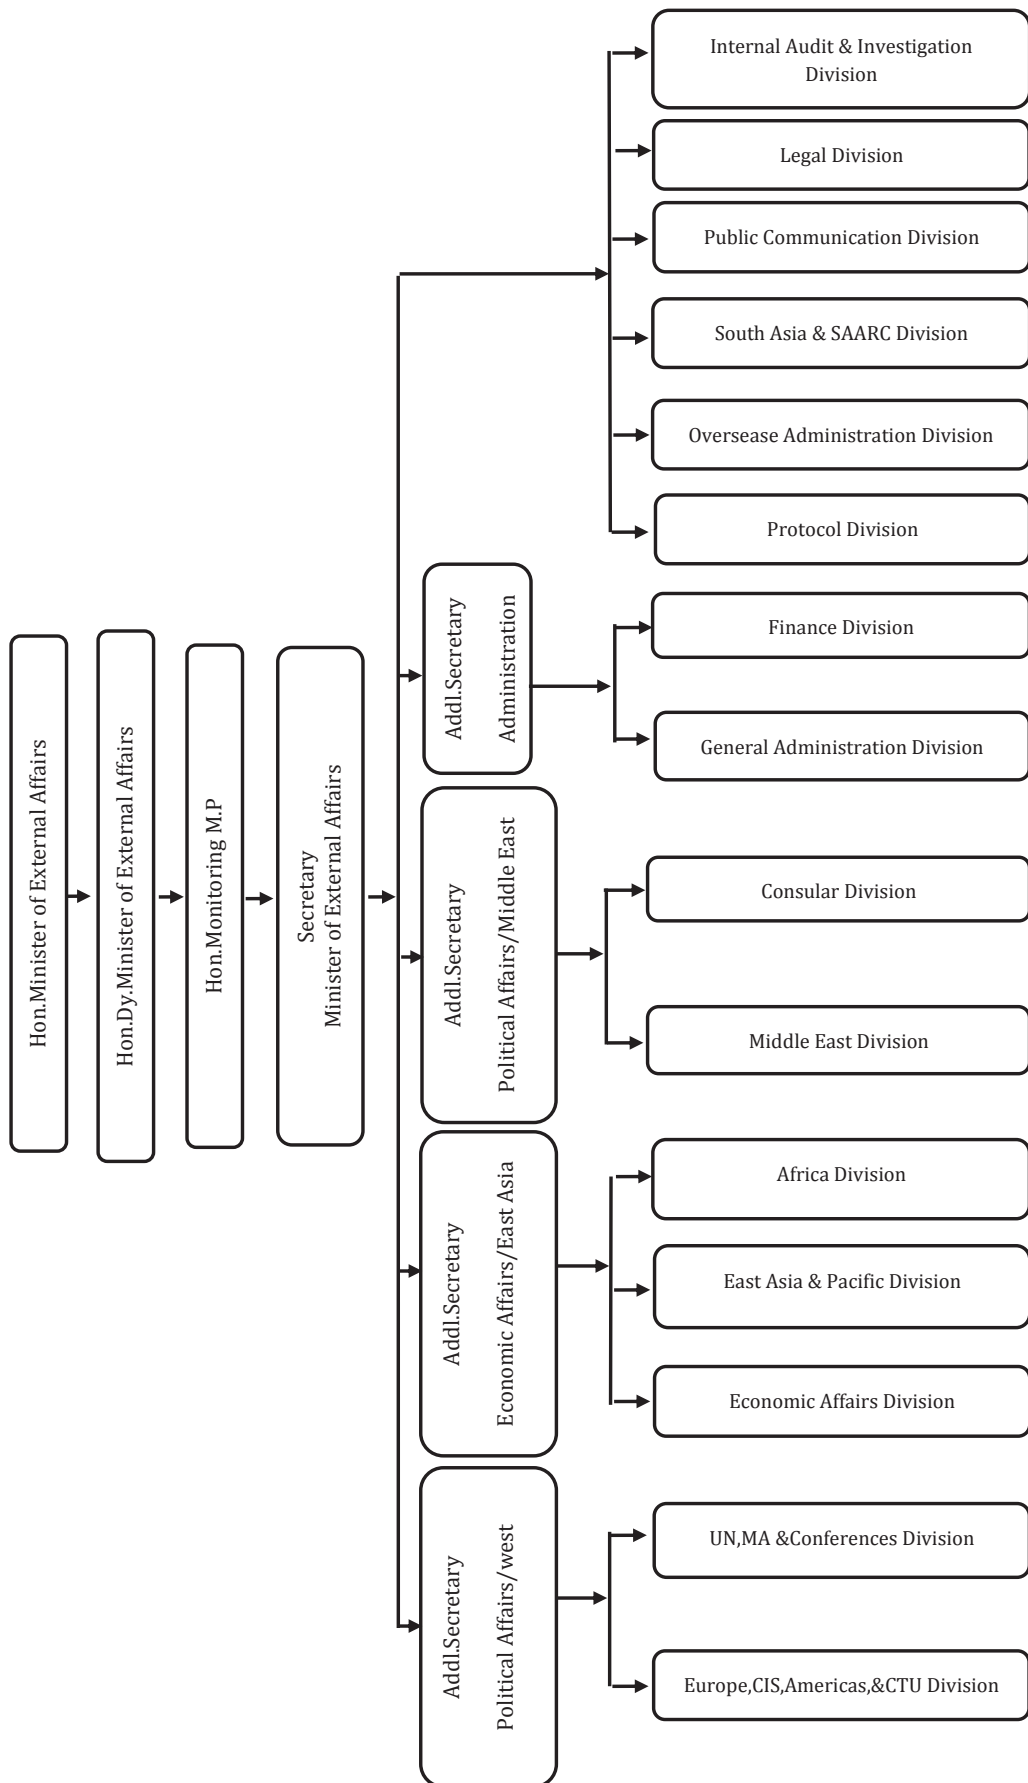 Hon.Minister of External Affairs
Hon.Dy.Minister of External Affairs
Hon.Monitoring M.P
Secretary
Minister of External Affairs
Addl.Secretary
Political Affairs/west
Addl.Secretary
Economic Affairs/East Asia
Addl.Secretary
Political Affairs/Middle East
Addl.Secretary
Administration
Internal Audit & Investigation
Division
Legal Division
Public Communication Division
South Asia & SAARC Division
Oversease Administration Division
Protocol Division
Finance Division
General Administration Division
Consular Division
Middle East Division
Africa Division
East Asia & Pacific Division
Economic Affairs Division
UN,MA &Conferences Division
Europe,CIS,Americas,&CTU Division